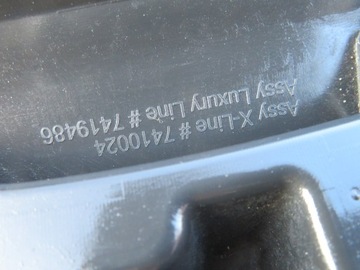 Assy X-Line # 7410024
Assy Luxury Line # 7419486